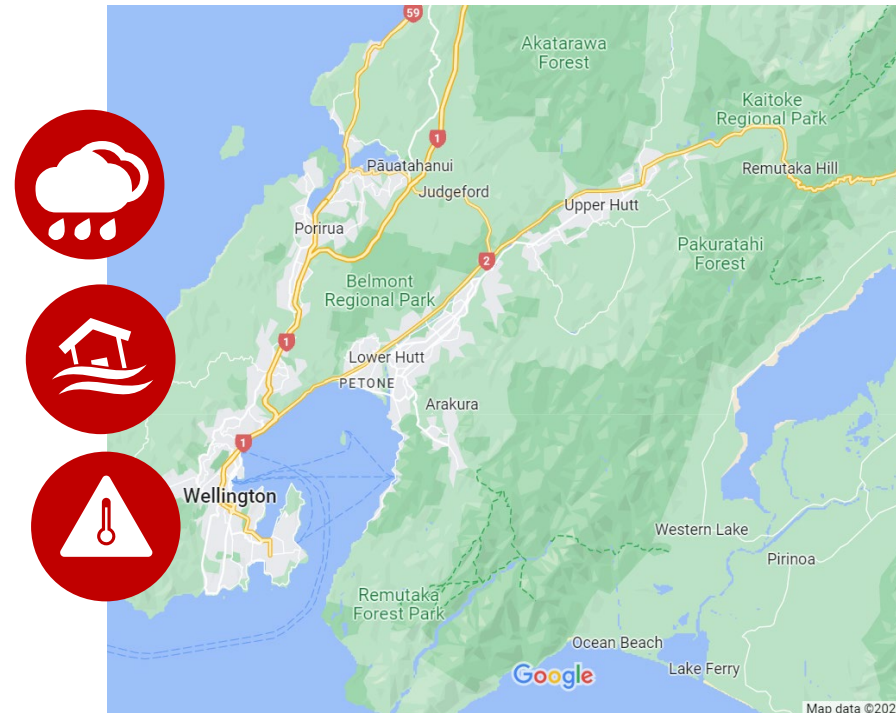 59
Akatarawa
Forest
Kaitoke
Regional Park
1
Pāuatahanui
Remutaka Hill
Judgeford
Upper Hutt
Porirua
Pakuratahi
Forest
2
Belmont
Regional Park
1
Lower Hutt
PETONE
Arakura
1
Wellington
Western Lake
Pirinoa
Remutaka
Forest Park
Ocean Beach
Lake Ferry
Google
Map data ©202